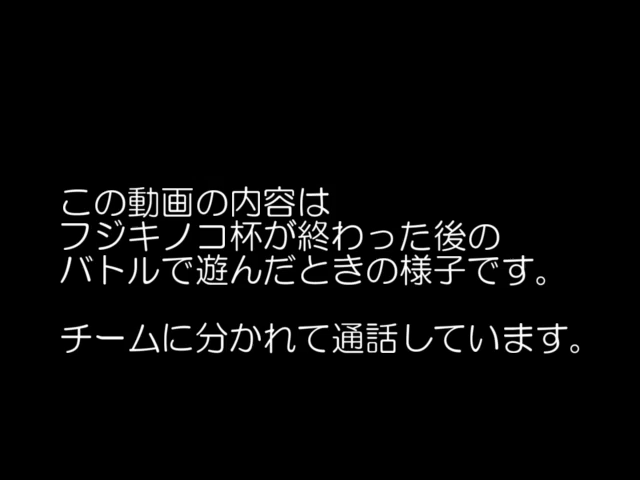 この動画の内容は
フジキノコ杯が終わった後の
バトルで遊んだときの様子です。
チームに分かれて通話しています。